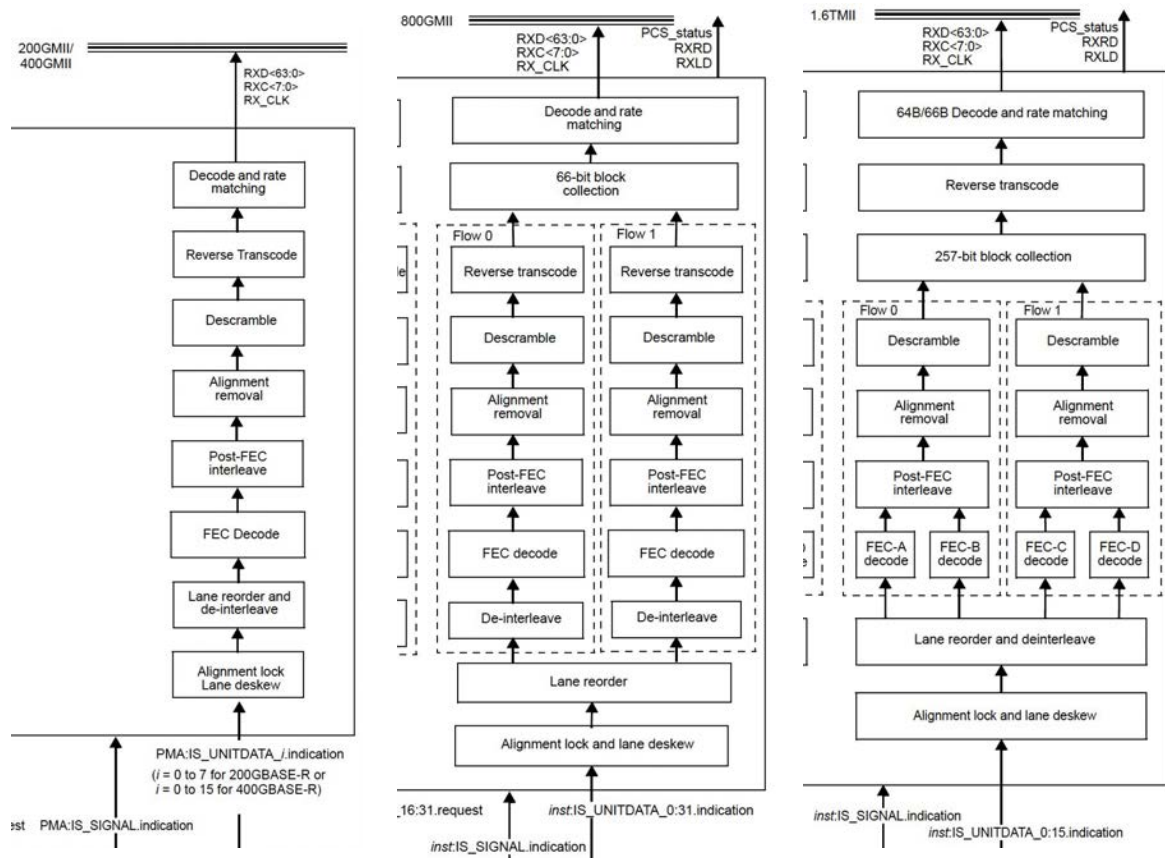 200GMII/
400GMII
RXD<63:0>
RXC<7:0>
RX_CLK
Decode and rate
matching
Reverse Transcode
Descramble
Alignment
removal
Post-FEC
interleave
FEC Decode
Lane reorder and
de-interleave
Alignment lock
Lane deskew
PMA:IS_UNITDATA_i.indication
(i = 0 to 7 for 200GBASE-R or
i = 0 to 15 for 400GBASE-R)
est PMA:IS_SIGNAL.indication
800GMII
RXD<63:0>
RXC<7:0>
RX_CLK
PCS_status
RXRD
RXLD
Decode and rate
matching
66-bit block
collection
Flow 0
Flow 1
Reverse transcode
Reverse transcode
Descramble
Descramble
Alignment
removal
Alignment
removal
Post-FEC
interleave
Post-FEC
interleave
FEC decode
FEC decode
De-interleave
De-interleave
Lane reorder
Alignment lock and lane deskew
_16:31.request
inst:IS_UNITDATA_0:31.indication
inst:IS_SIGNAL.indication
1.6TMII
RXD<63:0>
RXC<7:0>
RX_CLK
PCS_status
RXRD
RXLD
64B/66B Decode and rate matching
Reverse transcode
257-bit block collection
Flow 0
Flow 1
Descramble
Descramble
Alignment
removal
Alignment
removal
Post-FEC
interleave
Post-FEC
interleave
FEC-A
decode
FEC-B
decode
FEC-C
decode
FEC-D
decode
Lane reorder and deinterleave
Alignment lock and lane deskew
inst:IS_SIGNAL.indication
inst:IS_UNITDATA_0:15.indication